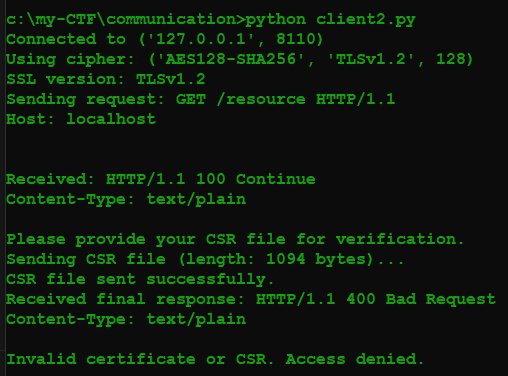 c:\my-CTF\communication>python client2.py
Connected to ('127.0.0.1', 8110)
Using cipher: ('AES128-SHA256', 'TLSv1.2', 128)
SSL version: TLSv1.2
Sending request: GET /resource HTTP/1.1
Host: localhost
Received: HTTP/1.1 100 Continue
Content-Type: text/plain
Please provide your CSR file for verification.
Sending CSR file (length: 1094 bytes)...
CSR file sent successfully.
Received final response: HTTP/1.1 400 Bad Request
Content-Type: text/plain
Invalid certificate or CSR. Access denied.